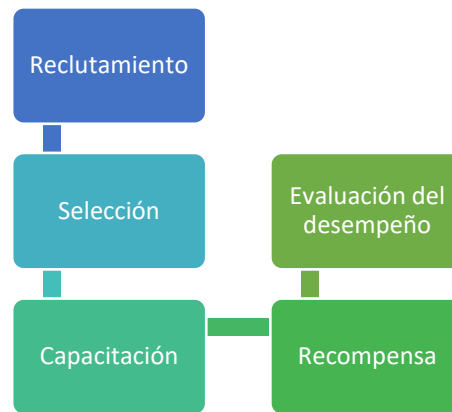 Reclutamiento
Selección
Capacitación
Recompensa
Evaluación del
desempeño